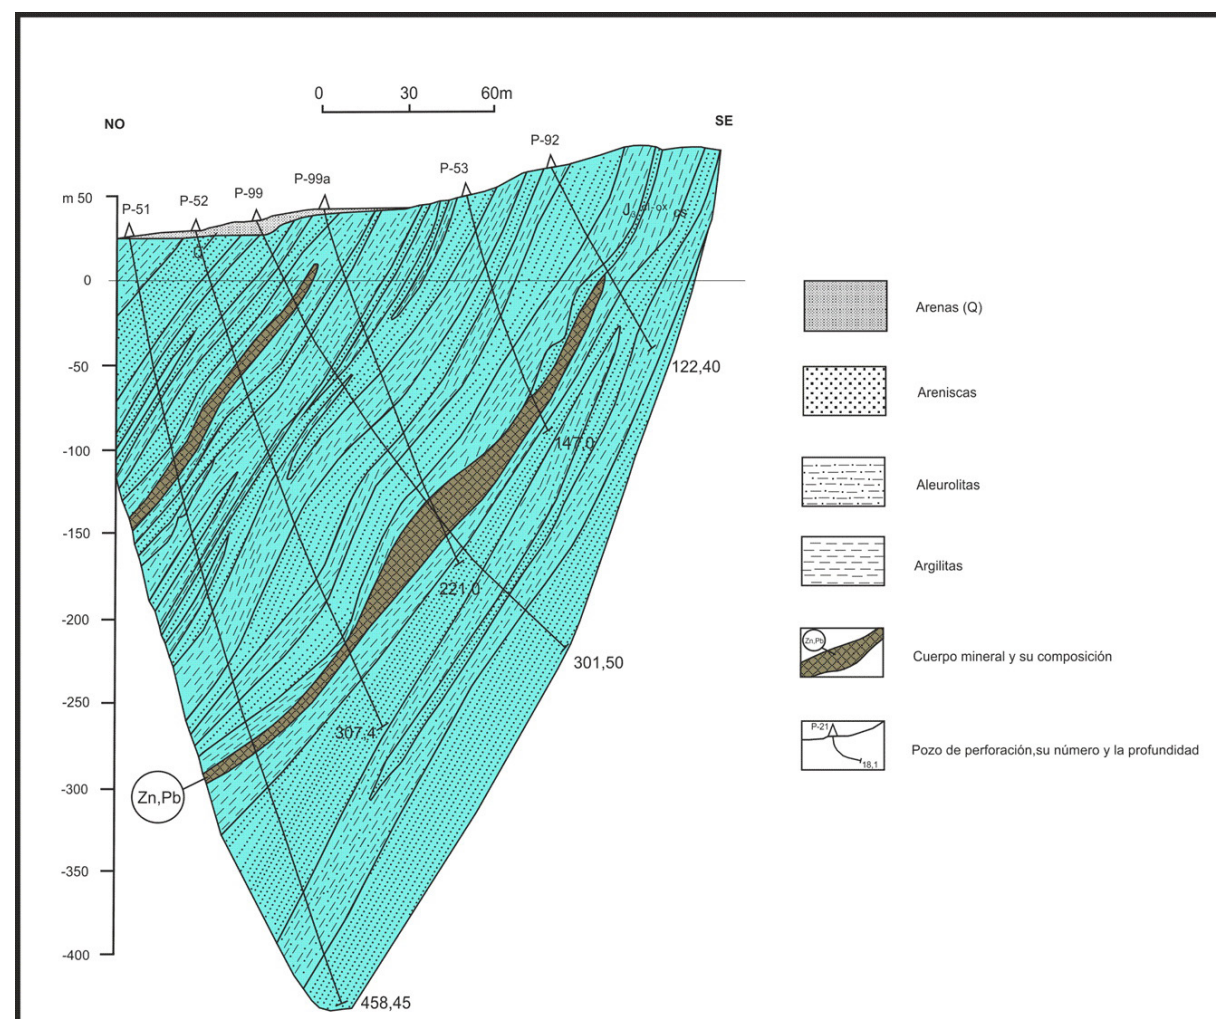 0 30 60m
NO
SE
P-92
P-53
P-99a
P-99
P-52
P-51
m 50
0
-50
-100
-150
-200
-250
-300
-350
-400
Q
cs
122,40
147,0
221,0
301,50
307,4
458,45
Zn,Pb
Arenas (Q)
Areniscas
Aleurolitas
Argilitas
Zn,Pb
Cuerpo mineral y su composición
P-21
18,1
Pozo de perforación,su número y la profundidad